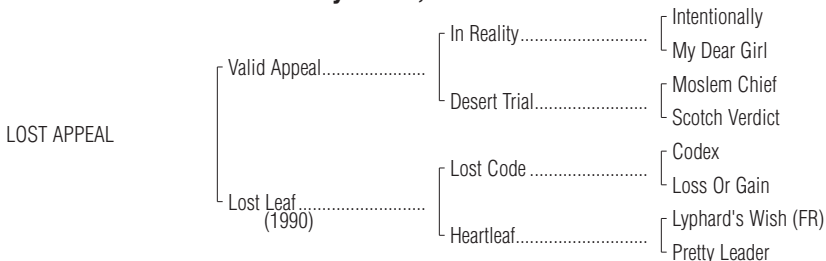 Intentionally
In Reality..............................
My Dear Girl
Valid Appeal......................
Moslem Chief
Desert Trial...........................
Scotch Verdict
LOST APPEAL
Codex
Lost Code ............................
Loss Or Gain
Lost Leaf...........................
(1990)
Lyphard's Wish (FR)
Heartleaf...............................
Pretty Leader